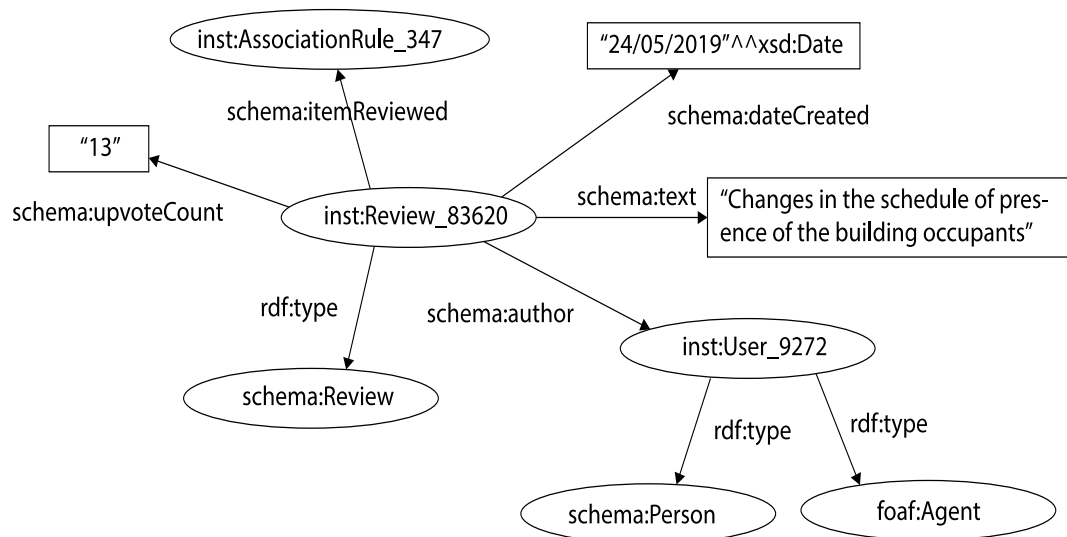 inst:AssociationRule_347
“24/05/2019”^^xsd:Date
schema:itemReviewed
schema:dateCreated
“13”
schema:upvoteCount
inst:Review_83620
schema:text
“Changes in the schedule of pres-
ence of the building occupants”
rdf:type
schema:author
inst:User_9272
schema:Review
rdf:type
rdf:type
schema:Person
foaf:Agent